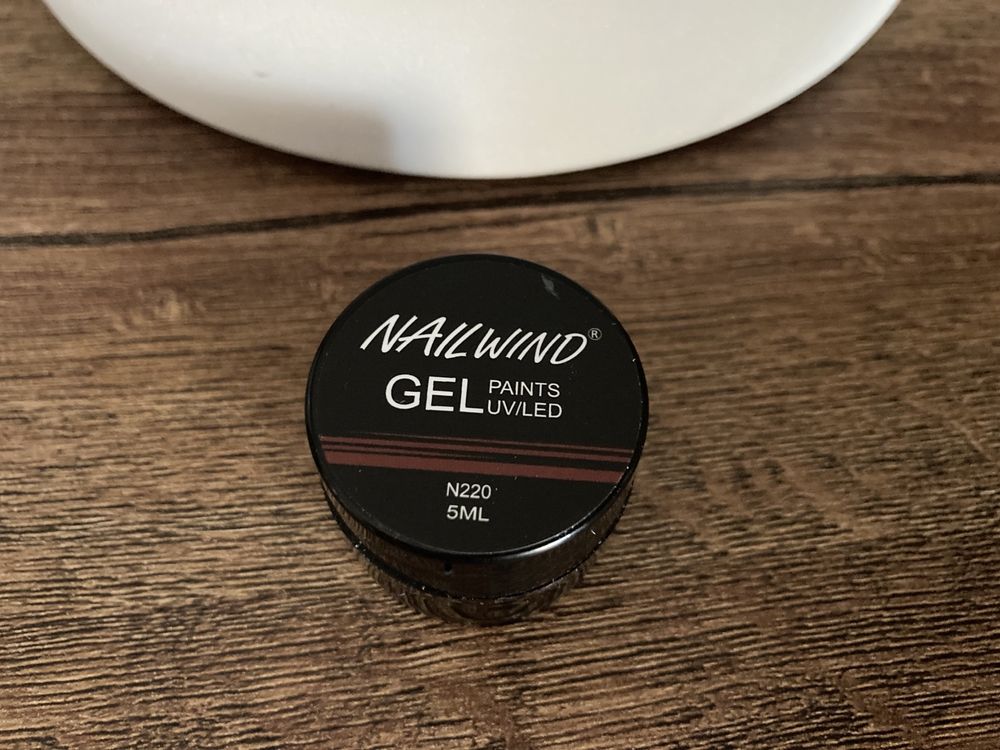 NAILWIND®
GEL PAINTS
UV/LED
N220
5ML